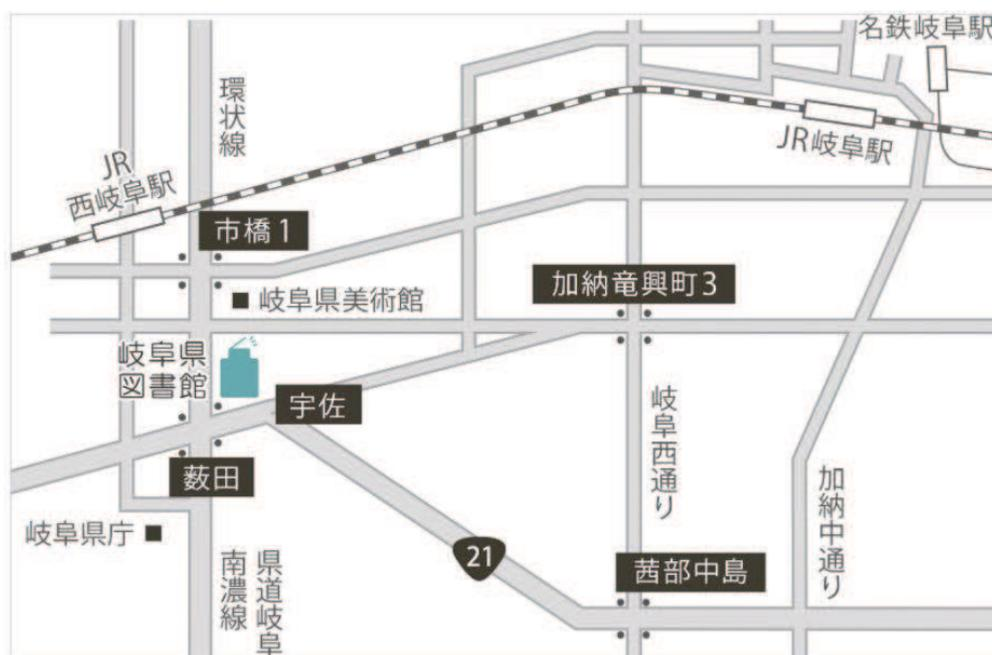 名鉄岐阜駅
環状線
JR岐阜駅
JR
西岐阜駅
市橋1
加納竜興町3
岐阜県美術館
岐阜県
図書館
宇佐
岐阜西通り
薮田
加納中通り
岐阜県庁
21
茜部中島
県道岐阜
南濃線